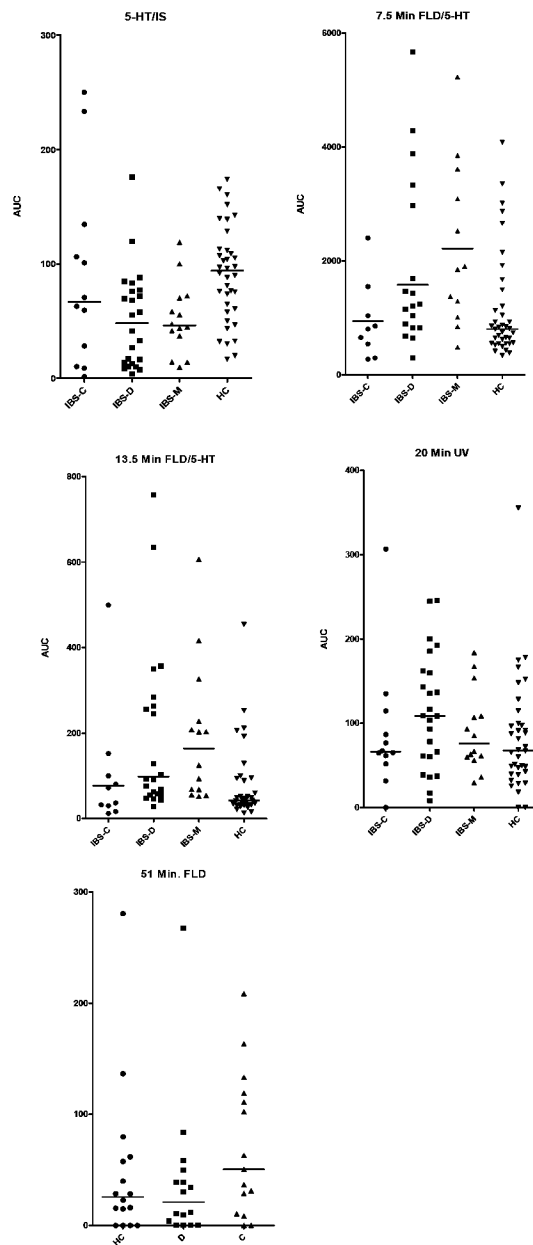 5-HT/IS
300
200
100
0
AUC
IBS-C
IBS-D
IBS-M
HC
7.5 Min FLD/5-HT
6000
4000
2000
0
AUC
IBS-C
IBS-D
IBS-M
HC
13.5 Min FLD/5-HT
800
600
400
200
0
AUC
IBS-C
IBS-D
IBS-M
HC
20 Min UV
400
300
200
100
0
AUC
IBS-C
IBS-D
IBS-M
HC
51 Min. FLD
300
200
100
0
AUC
HC
D
C